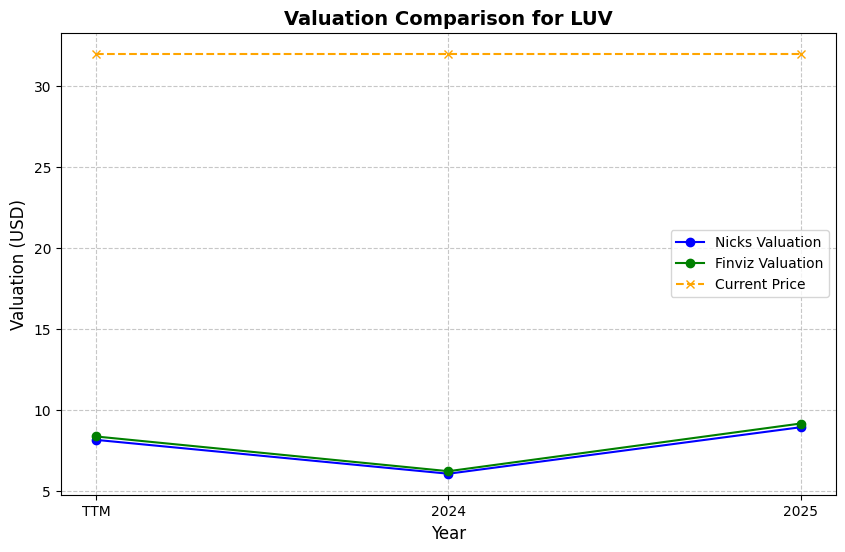 Valuation Comparison for LUV
Valuation (USD)
30
25
20
15
10
5
Nicks Valuation
Finviz Valuation
Current Price
TTM
2024
2025
Year